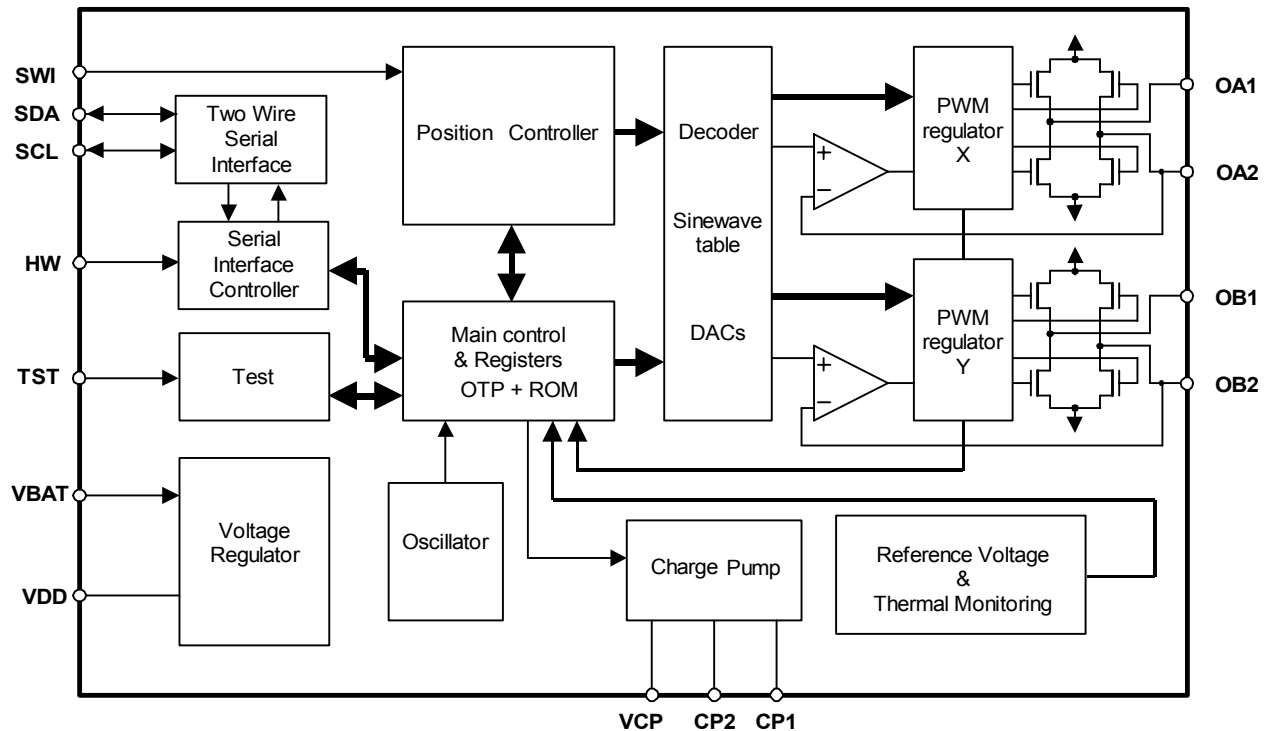 SWI
SDA
SCL
HW
TST
VBAT
VDD
Two Wire
Serial
Interface
Serial
Interface
Controller
Test
Voltage
Regulator
Position Controller
Main control
& Registers
OTP + ROM
Oscillator
Charge Pump
Decoder
Sinewave
table
DACs
+
−
+
−
PWM
regulator
X
PWM
regulator
Y
Reference Voltage
&
Thermal Monitoring
OA1
OA2
OB1
OB2
VCP
CP2
CP1